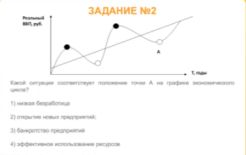 ЗАДАНИЕ №2
Реальный
ВВП, руб.
А
Т, годы
Какой ситуации соответствует положение точки А на графике экономического
цикла?
1) низкая безработица
2) открытие новых предприятий;
3) банкротство предприятий
4) эффективное использование ресурсов.